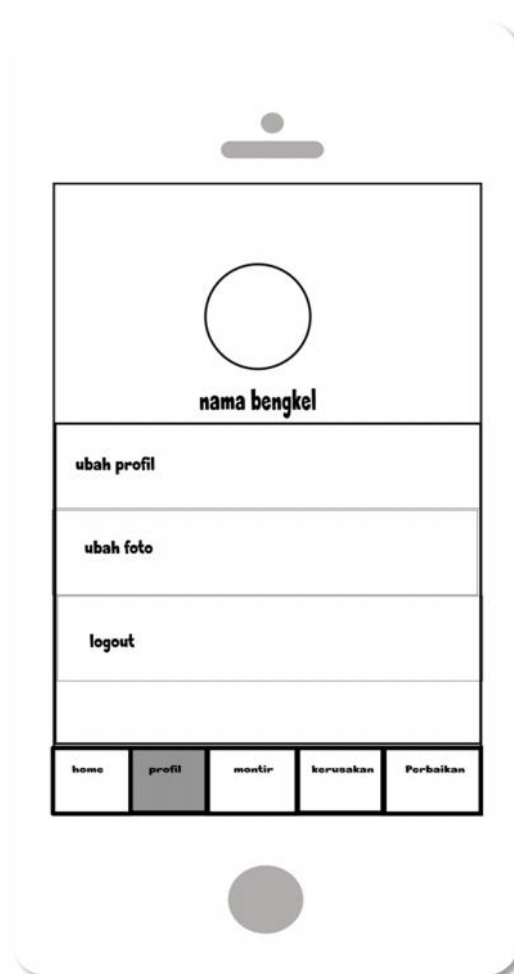 nama bengkel
ubah profil
ubah foto
logout
home profil montir kerusakan Perbaikan